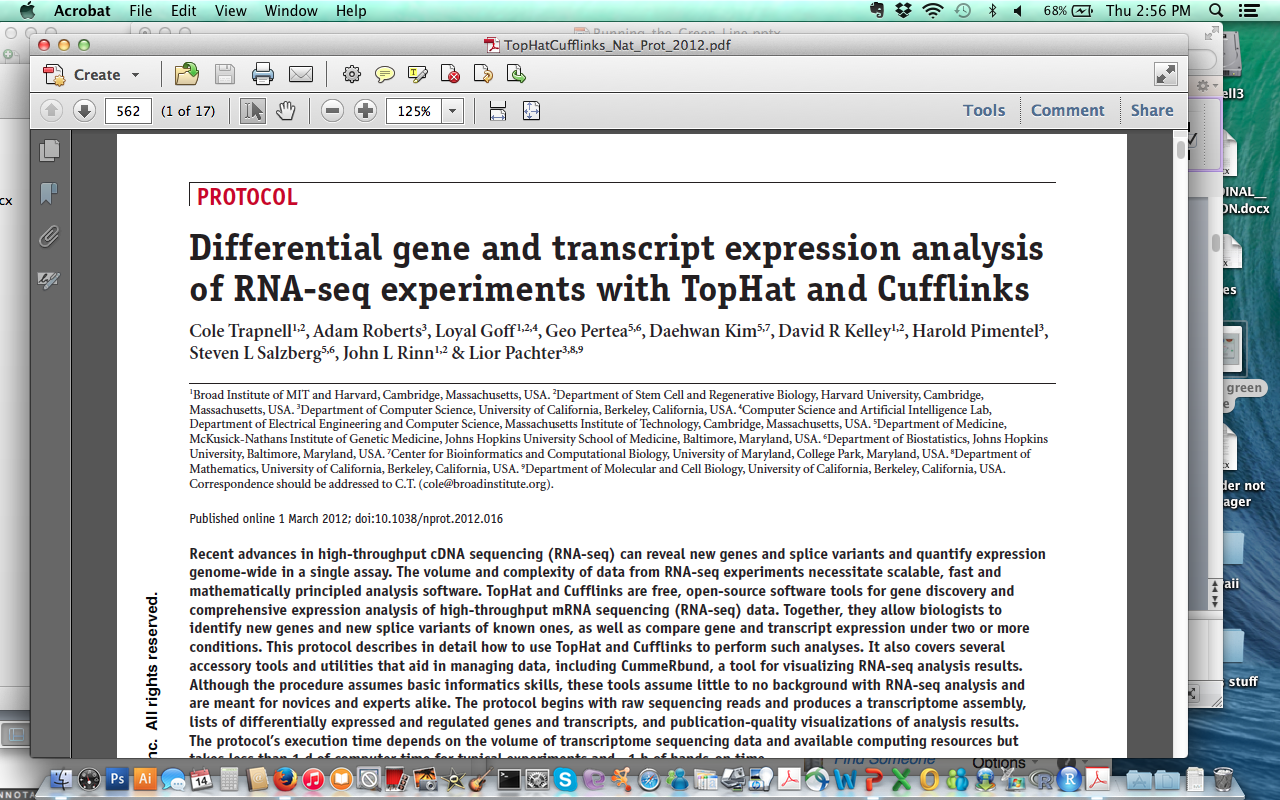 Acrobat File Edit View Window Help 68% Thu 2:56 PM
TopHatCufflinks_Nat_Prot_2012.pdf
Create
562 (1 of 17) 125% Tools Comment Share
PROTOCOL
Differential gene and transcript expression analysis
of RNA-seq experiments with TopHat and Cufflinks
Cole Trapnell1,2, Adam Roberts3, Loyal Goff1,2,4, Geo Pertea5,6, Daehwan Kim5,7, David R Kelley1,2, Harold Pimentel3,
Steven L Salzberg5,6, John L Rinn1,2 & Lior Pachter3,8,9
1Broad Institute of MIT and Harvard, Cambridge, Massachusetts, USA. 2Department of Stem Cell and Regenerative Biology, Harvard University, Cambridge,
Massachusetts, USA. 3Department of Computer Science, University of California, Berkeley, California, USA. 4Computer Science and Artificial Intelligence Lab,
Department of Electrical Engineering and Computer Science, Massachusetts Institute of Technology, Cambridge, Massachusetts, USA. 5Department of Medicine,
McKusick-Nathans Institute of Genetic Medicine, Johns Hopkins University School of Medicine, Baltimore, Maryland, USA. 6Department of Biostatistics, Johns Hopkins
University, Baltimore, Maryland, USA. 7Center for Bioinformatics and Computational Biology, University of Maryland, College Park, Maryland, USA. 8Department of
Mathematics, University of California, Berkeley, California, USA. 9Department of Molecular and Cell Biology, University of California, Berkeley, California, USA.
Correspondence should be addressed to C.T. (cole@broadinstitute.org).
Published online 1 March 2012; doi:10.1038/nprot.2012.016
Recent advances in high-throughput cDNA sequencing (RNA-seq) can reveal new genes and splice variants and quantify expression
genome-wide in a single assay. The volume and complexity of data from RNA-seq experiments necessitate scalable, fast and
mathematically principled analysis software. TopHat and Cufflinks are free, open-source software tools for gene discovery and
comprehensive expression analysis of high-throughput mRNA sequencing (RNA-seq) data. Together, they allow biologists to
identify new genes and new splice variants of known ones, as well as compare gene and transcript expression under two or more
conditions. This protocol describes in detail how to use TopHat and Cufflinks to perform such analyses. It also covers several
accessory tools and utilities that aid in managing data, including CummeRbund, a tool for visualizing RNA-seq analysis results.
Although the procedure assumes basic informatics skills, these tools assume little to no background with RNA-seq analysis and
are meant for novices and experts alike. The protocol begins with raw sequencing reads and produces a transcriptome assembly,
lists of differentially expressed and regulated genes and transcripts, and publication-quality visualizations of analysis results.
The protocol's execution time depends on the volume of transcriptome sequencing data and available computing resources but
nc. All rights reserved.
cx
ell3
INAL__
ON.docx
es
green
e
der not
ager
aii
stuff
Find Someone Options
JUL
14
Ps Ai